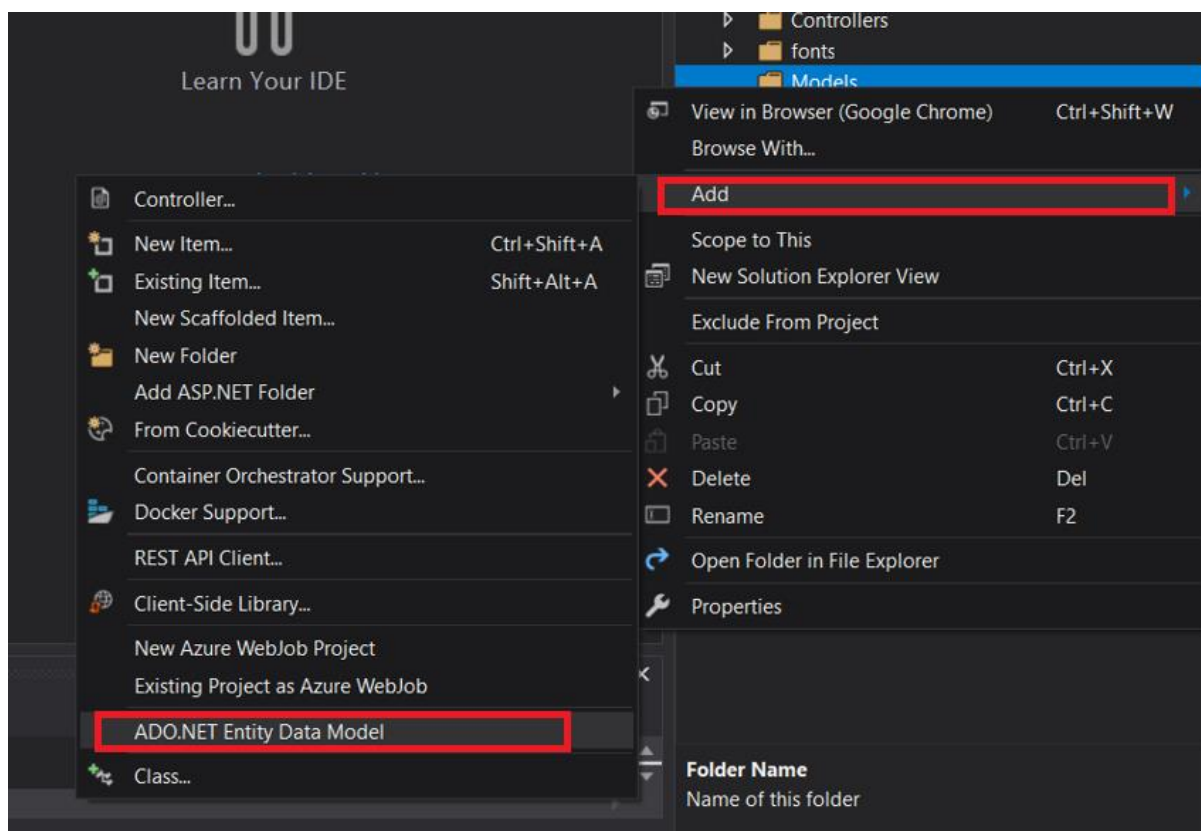 Learn Your IDE
Controllers
fonts
Models
View in Browser (Google Chrome) Ctrl+Shift+W
Browse With...
Add
Scope to This
New Solution Explorer View
Exclude From Project
Cut Ctrl+X
Copy Ctrl+C
Paste Ctrl+V
Delete Del
Rename F2
Open Folder in File Explorer
Properties
Controller...
New Item... Ctrl+Shift+A
Existing Item... Shift+Alt+A
New Scaffolded Item...
New Folder
Add ASP.NET Folder
From Cookiecutter...
Container Orchestrator Support...
Docker Support...
REST API Client...
Client-Side Library...
New Azure WebJob Project
Existing Project as Azure WebJob
ADO.NET Entity Data Model
Class...
Folder Name
Name of this folder